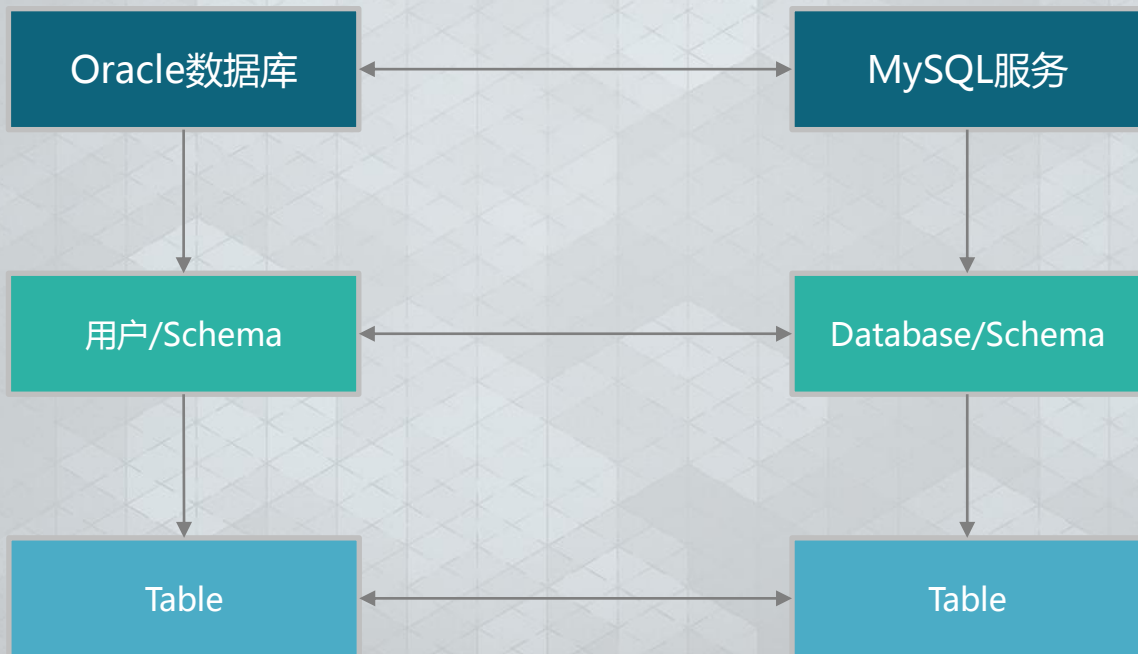 Oracle数据库
MySQL服务
用户/Schema
Database/Schema
Table
Table